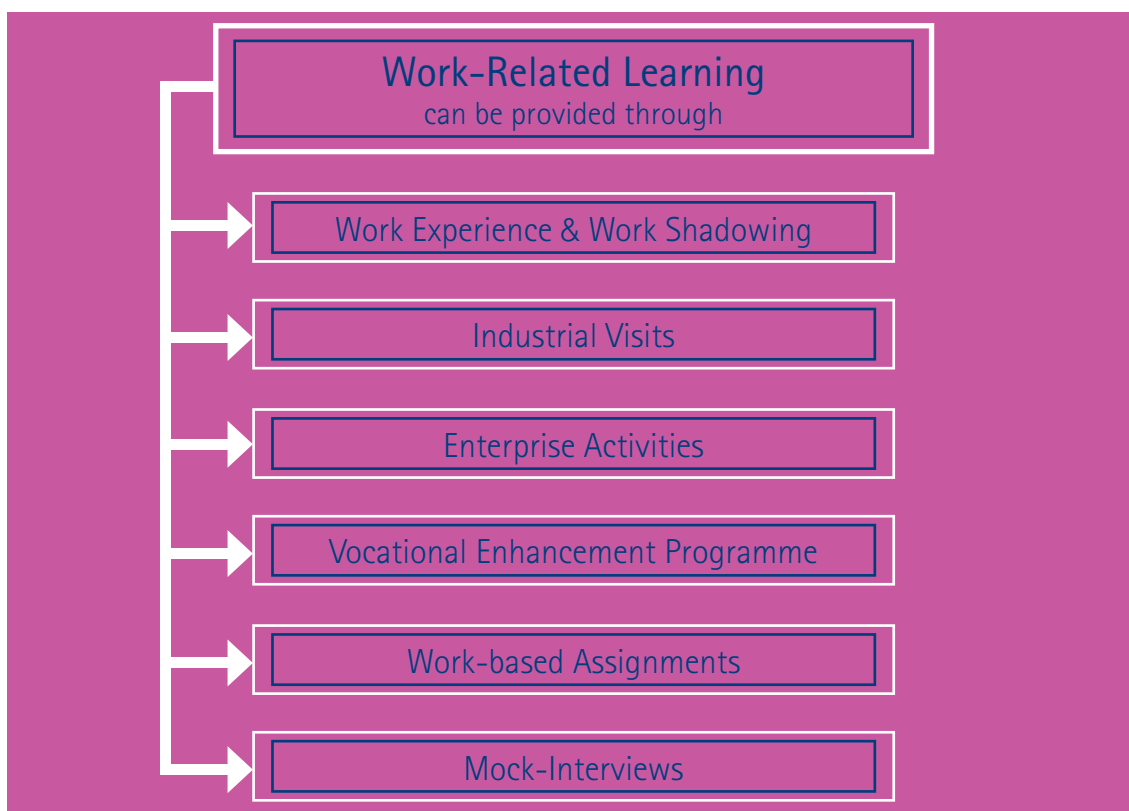 Work-Related Learning
can be provided through
Work Experience & Work Shadowing
Industrial Visits
Enterprise Activities
Vocational Enhancement Programme
Work-based Assignments
Mock-Interviews